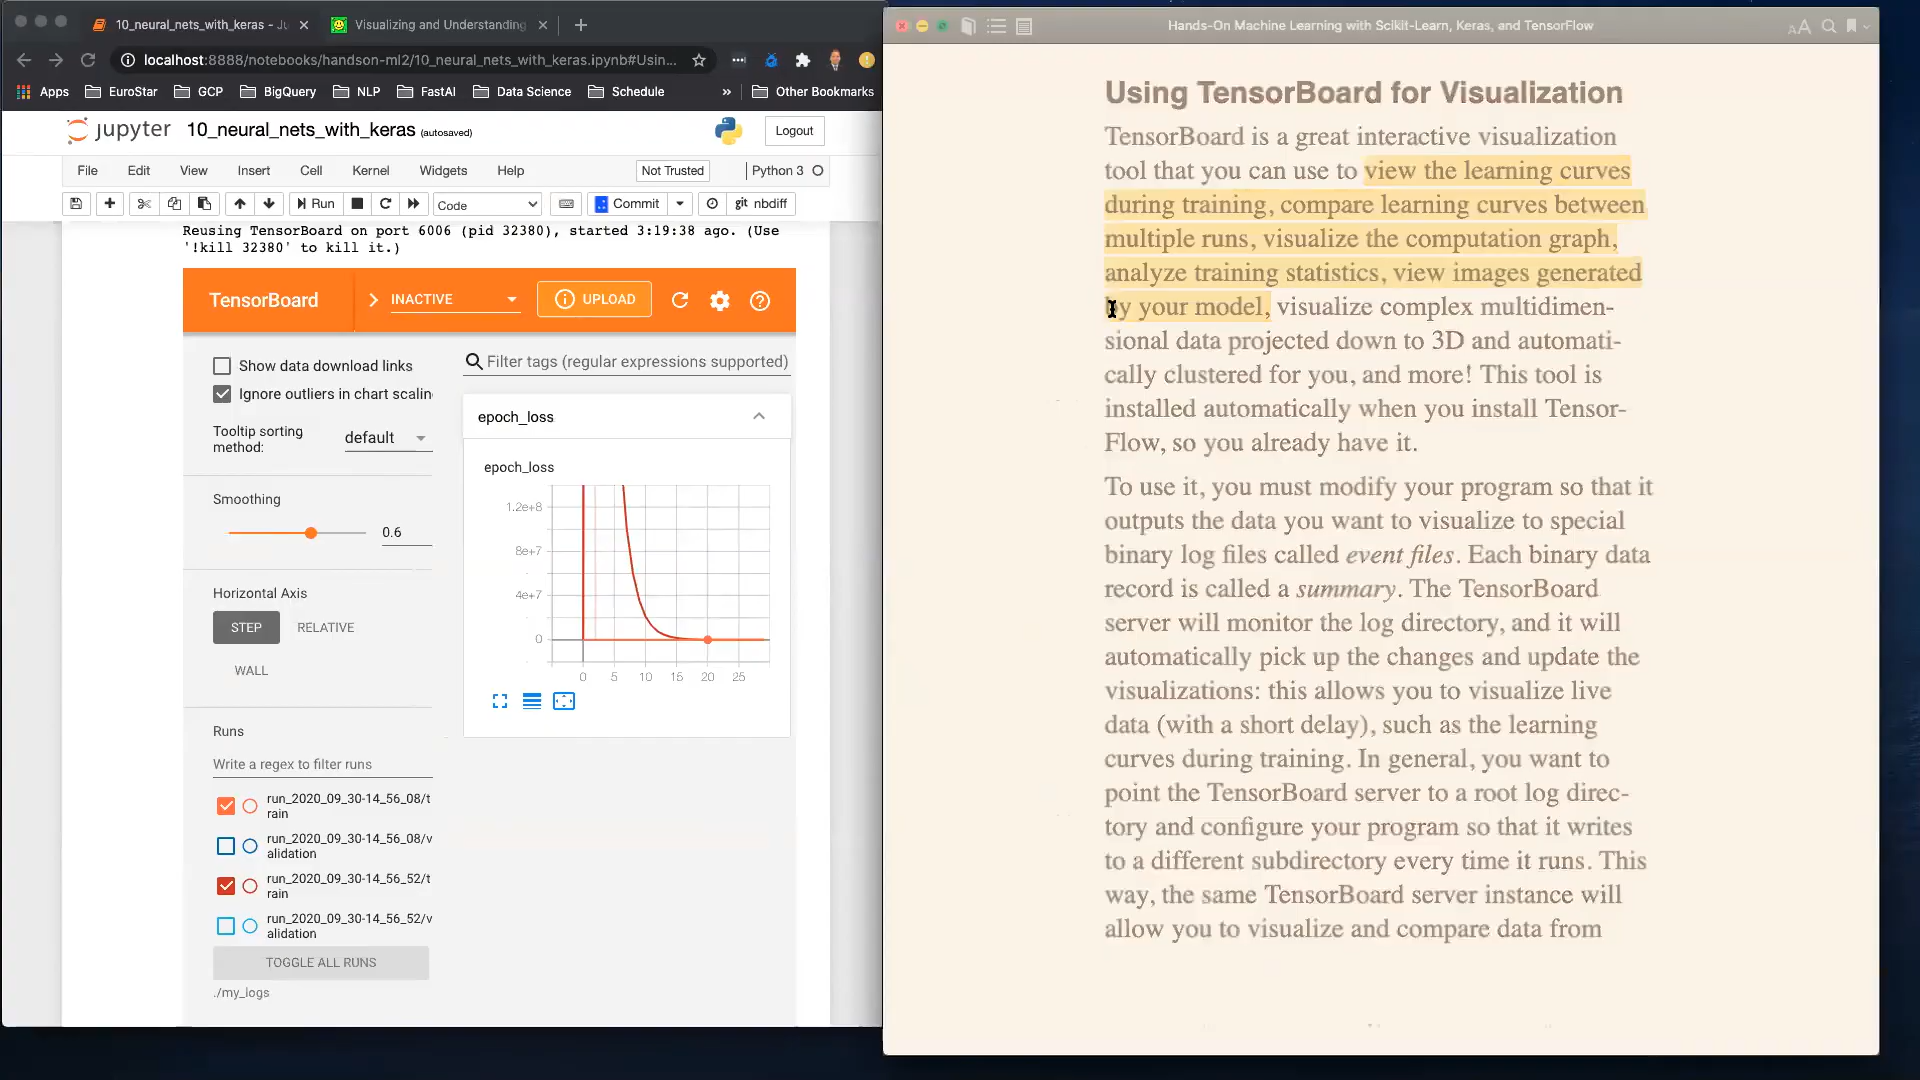 10_neural_nets_with_keras - Ju
Visualizing and Understanding
localhost:8888/notebooks/handson-ml2/10_neural_nets_with_keras.ipynb#Usin...
Apps
EuroStar
GCP
BigQuery
NLP
FastAI
Data Science
Schedule
»
Other Bookmarks
jupyter
10_neural_nets_with_keras (autosaved)
Logout
File
Edit
View
Insert
Cell
Kernel
Widgets
Help
Not Trusted
Python 3
Run
Code
Commit
git nbdiff
Reusing TensorBoard on port 6006 (pid 32380), started 3:19:38 ago. (Use
'!kill 32380' to kill it.)
TensorBoard
INACTIVE
UPLOAD
Show data download links
Ignore outliers in chart scalin
Tooltip sorting
method:
default
Smoothing
0.6
Horizontal Axis
STEP
RELATIVE
WALL
Runs
Write a regex to filter runs
run_2020_09_30-14_56_08/t
rain
run_2020_09_30-14_56_08/v
alidation
run_2020_09_30-14_56_52/t
rain
run_2020_09_30-14_56_52/v
alidation
TOGGLE ALL RUNS
./my_logs
Filter tags (regular expressions supported)
epoch_loss
epoch_loss
1.2e+8
8e+7
4e+7
0
0 5 10 15 20 25
Hands-On Machine Learning with Scikit-Learn, Keras, and TensorFlow
AA
Using TensorBoard for Visualization
TensorBoard is a great interactive visualization
tool that you can use to view the learning curves
during training, compare learning curves between
multiple runs, visualize the computation graph,
analyze training statistics, view images generated
by your model, visualize complex multidimen-
sional data projected down to 3D and automati-
cally clustered for you, and more! This tool is
installed automatically when you install Tensor-
Flow, so you already have it.
To use it, you must modify your program so that it
outputs the data you want to visualize to special
binary log files called event files. Each binary data
record is called a summary. The TensorBoard
server will monitor the log directory, and it will
automatically pick up the changes and update the
visualizations: this allows you to visualize live
data (with a short delay), such as the learning
curves during training. In general, you want to
point the TensorBoard server to a root log direc-
tory and configure your program so that it writes
to a different subdirectory every time it runs. This
way, the same TensorBoard server instance will
allow you to visualize and compare data from